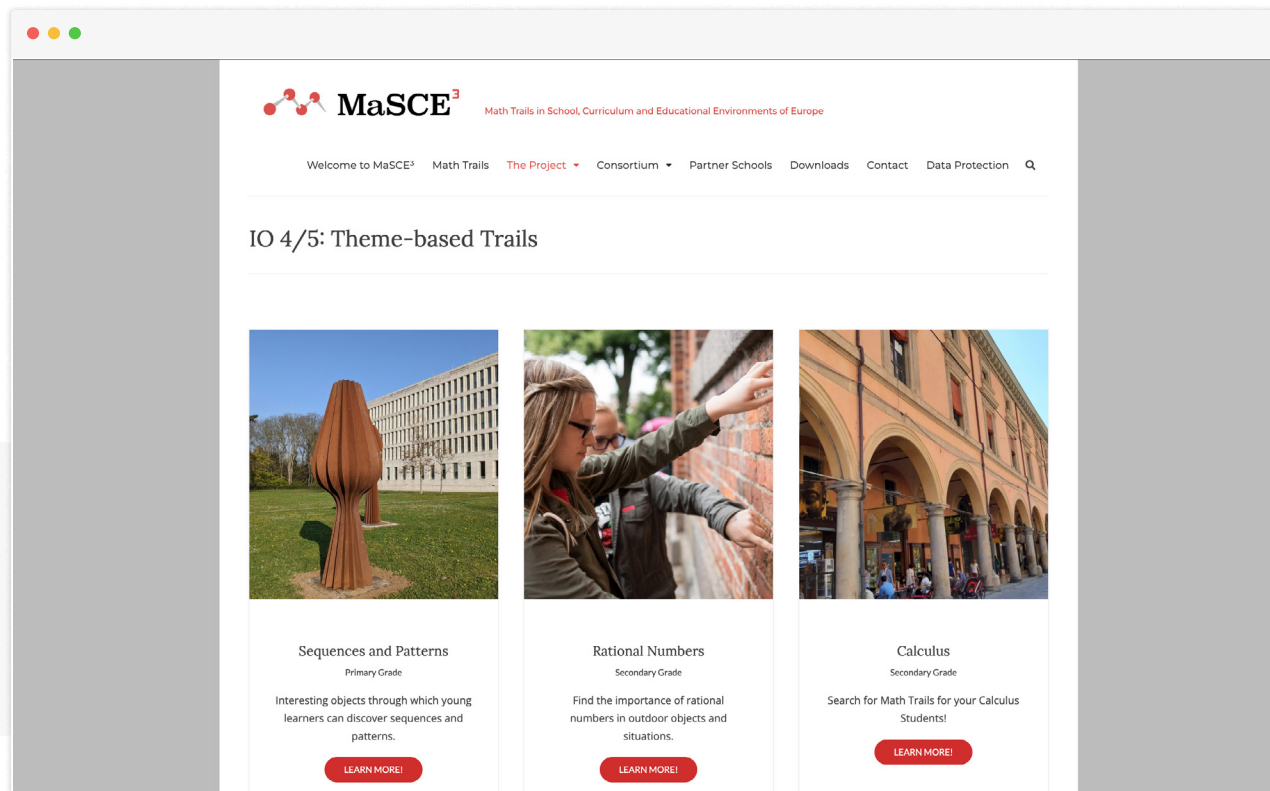 MaSCE³
Math Trails in School, Curriculum and Educational Environments of Europe
Welcome to MaSCE³ Math Trails The Project Consortium Partner Schools Downloads Contact Data Protection
IO 4/5: Theme-based Trails
Sequences and Patterns
Primary Grade
Interesting objects through which young
learners can discover sequences and
patterns.
LEARN MORE!
Rational Numbers
Secondary Grade
Find the importance of rational
numbers in outdoor objects and
situations.
LEARN MORE!
Calculus
Secondary Grade
Search for Math Trails for your Calculus
Students!
LEARN MORE!